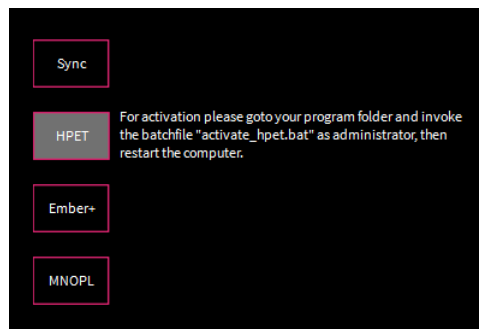 Sync
HPET
For activation please goto your program folder and invoke
the batchfile "activate_hpet.bat" as administrator, then
restart the computer.
Ember+
MNOPL